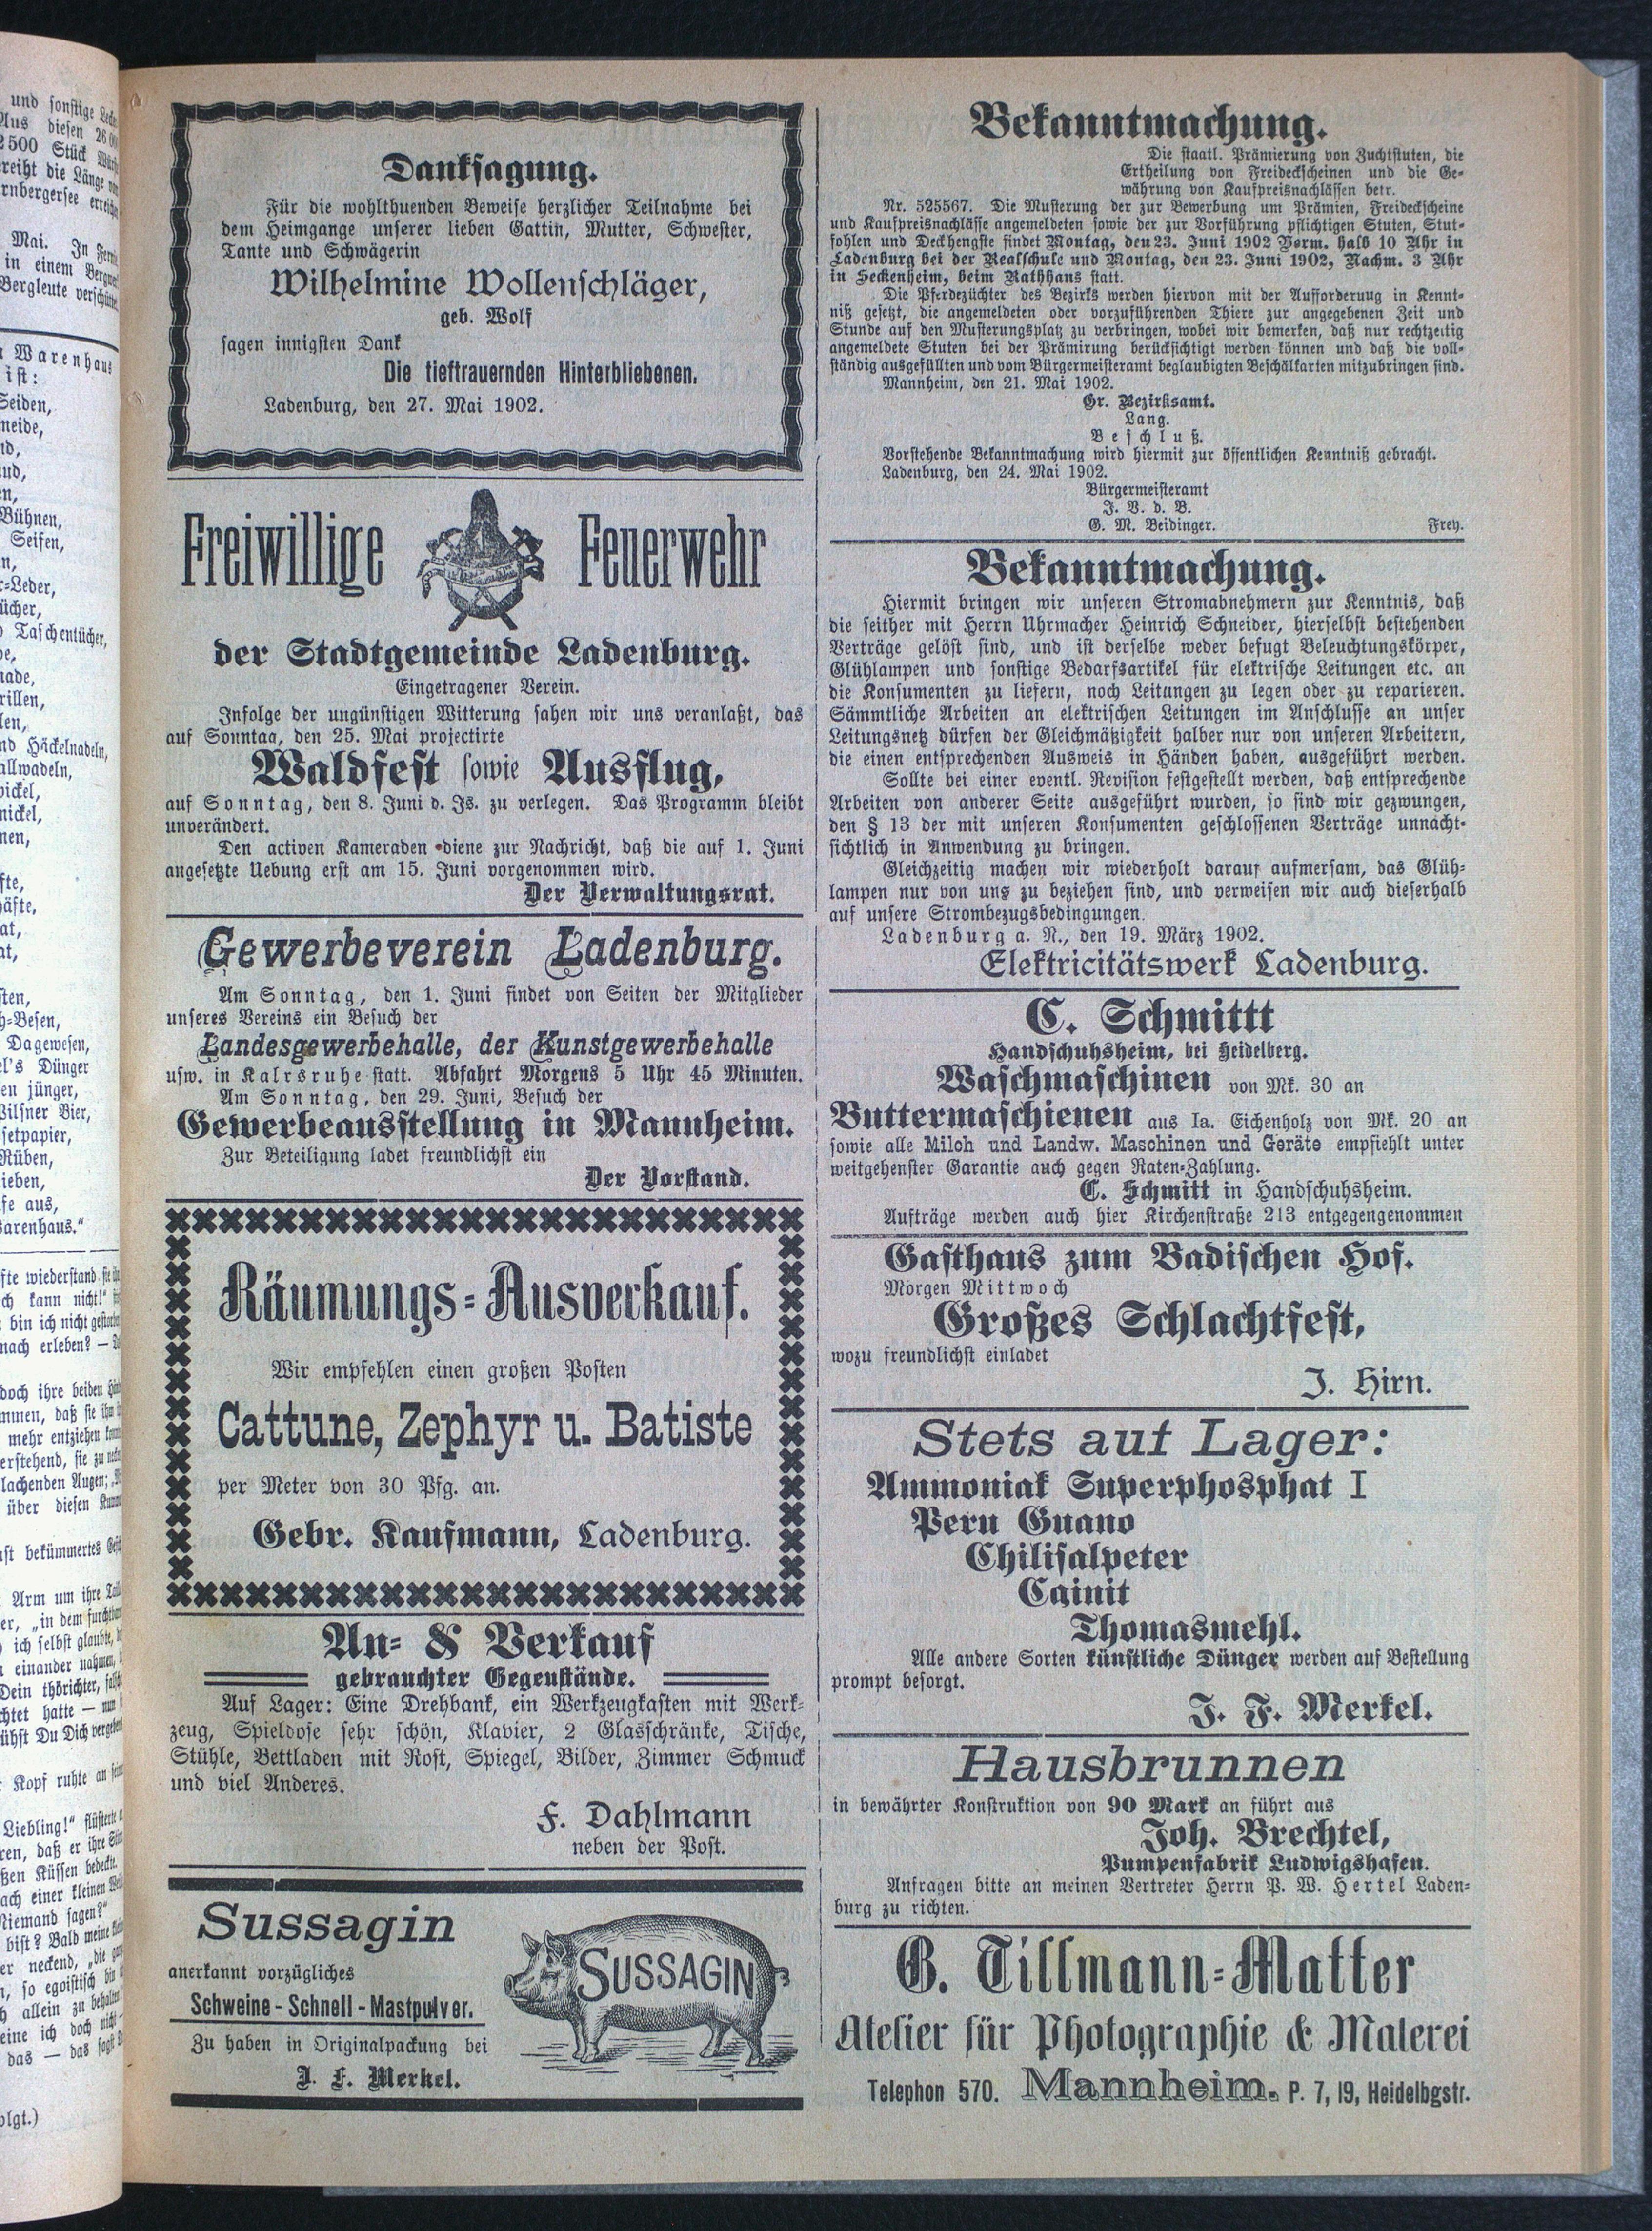 Danksagung.
Für die wohlthuenden Beweise herzlicher Teilnahme bei
dem Heimgange unserer lieben Gattin, Mutter, Schwester,
Tante und Schwägerin
Wilhelmine Wollenschläger,
geb. Wolf
sagen innigsten Dank
Die tieftrauernden Hinterbliebenen.
Ladenburg, den 27. Mai 1902.
Freiwillige Feuerwehr
der Stadtgemeinde Ladenburg.
Eingetragener Verein.
Infolge der ungünstigen Witterung sahen wir uns veranlaßt, das
auf Sonntag, den 25. Mai projectirte
Waldfest sowie Ausflug,
auf Sonntag, den 8. Juni d. Js. zu verlegen. Das Programm bleibt
unverändert.
Den activen Kameraden diene zur Nachricht, daß die auf 1. Juni
angesetzte Uebung erst am 15. Juni vorgenommen wird.
Der Verwaltungsrat.
Gewerbeverein Ladenburg.
Am Sonntag, den 1. Juni findet von Seiten der Mitglieder
unseres Vereins ein Besuch der
Landesgewerbehalle, der Kunstgewerbehalle
usw. in Kalrsruhe statt. Abfahrt Morgens 5 Uhr 45 Minuten.
Am Sonntag, den 29. Juni, Besuch der
Gewerbeausstellung in Mannheim.
Zur Beteiligung ladet freundlichst ein
Der Vorstand.
Räumungs-Ausverkauf.
Wir empfehlen einen großen Posten
Cattune, Zephyr u. Batiste
per Meter von 30 Pfg. an.
Gebr. Kaufmann, Ladenburg.
An- & Verkauf
gebrauchter Gegenstände.
Auf Lager: Eine Drehbank, ein Werkzeugkasten mit Werk-
zeug, Spieldose sehr schön, Klavier, 2 Glasschränke, Tische,
Stühle, Bettladen mit Rost, Spiegel, Bilder, Zimmer Schmuck
und viel Anderes.
F. Dahlmann
neben der Post.
Sussagin
anerkannt vorzügliches
Schweine-Schnell-Mastpulver.
Zu haben in Originalpackung bei
J. F. Merkel.
SUSSAGIN
Bekanntmachung.
Die staatl. Prämierung von Zuchtstuten, die
Ertheilung von Freideckscheinen und die Ge-
währung von Kaufpreisnachlässen betr.
Nr. 525567. Die Musterung der zur Bewerbung um Prämien, Freideckscheine
und Kaufpreisnachlässe angemeldeten sowie der zur Vorführung pflichtigen Stuten, Stut-
fohlen und Deckhengste findet Montag, den 23. Juni 1902 Vorm. halb 10 Uhr in
Ladenburg bei der Realschule und Montag, den 23. Juni 1902, Nachm. 3 Uhr
in Seckenheim, beim Rathhaus statt.
Die Pferdezüchter des Bezirks werden hiervon mit der Aufforderung in Kennt-
niß gesetzt, die angemeldeten oder vorzuführenden Thiere zur angegebenen Zeit und
Stunde auf den Musterungsplatz zu verbringen, wobei wir bemerken, daß nur rechtzeitig
angemeldete Stuten bei der Prämirung berücksichtigt werden können und daß die voll-
ständig ausgefüllten und vom Bürgermeisteramt beglaubigten Beschälkarten mitzubringen sind.
Mannheim, den 21. Mai 1902.
Gr. Bezirksamt.
Lang.
Beschluß.
Vorstehende Bekanntmachung wird hiermit zur öffentlichen Kenntniß gebracht.
Ladenburg, den 24. Mai 1902.
Bürgermeisteramt
J. V. d. B.
G. M. Beidinger. Frey.
Bekanntmachung.
Hiermit bringen wir unseren Stromabnehmern zur Kenntnis, daß
die seither mit Herrn Uhrmacher Heinrich Schneider, hierselbst bestehenden
Verträge gelöst sind, und ist derselbe weder befugt Beleuchtungskörper,
Glühlampen und sonstige Bedarfsartikel für elektrische Leitungen etc. an
die Konsumenten zu liefern, noch Leitungen zu legen oder zu reparieren.
Sämmtliche Arbeiten an elektrischen Leitungen im Anschlusse an unser
Leitungsnetz dürfen der Gleichmäßigkeit halber nur von unseren Arbeitern,
die einen entsprechenden Ausweis in Händen haben, ausgeführt werden.
Sollte bei einer eventl. Revision festgestellt werden, daß entsprechende
Arbeiten von anderer Seite ausgeführt wurden, so sind wir gezwungen,
den § 13 der mit unseren Konsumenten geschlossenen Verträge unnacht-
sichtlich in Anwendung zu bringen.
Gleichzeitig machen wir wiederholt darauf aufmersam, das Glüh-
lampen nur von uns zu beziehen sind, und verweisen wir auch dieserhalb
auf unsere Strombezugsbedingungen.
Ladenburg a. N., den 19. März 1902.
Elektricitätswerk Ladenburg.
C. Schmittt
Handschuhsheim, bei Heidelberg.
Waschmaschinen von Mk. 30 an
Buttermaschienen aus Ia. Eichenholz von Mk. 20 an
sowie alle Milch und Landw. Maschinen und Geräte empfiehlt unter
weitgehenster Garantie auch gegen Raten-Zahlung.
C. Schmitt in Handschuhsheim.
Aufträge werden auch hier Kirchenstraße 213 entgegengenommen
Gasthaus zum Badischen Hof.
Morgen Mittwoch
Großes Schlachtfest,
wozu freundlichst einladet
J. Hirn.
Stets auf Lager:
Ammoniak Superphosphat I
Peru Guano
Chilisalpeter
Cainit
Thomasmehl.
Alle andere Sorten künstliche Dünger werden auf Bestellung
prompt besorgt.
J. F. Merkel.
Hausbrunnen
in bewährter Konstruktion von 90 Mark an führt aus
Joh. Brechtel,
Pumpenfabrik Ludwigshafen.
Anfragen bitte an meinen Vertreter Herrn P. W. Hertel Laden-
burg zu richten.
G. Tillmann-Matter
Atelier für Photographie & Malerei
Telephon 570. Mannheim. P. 7, 19, Heidelbgstr.